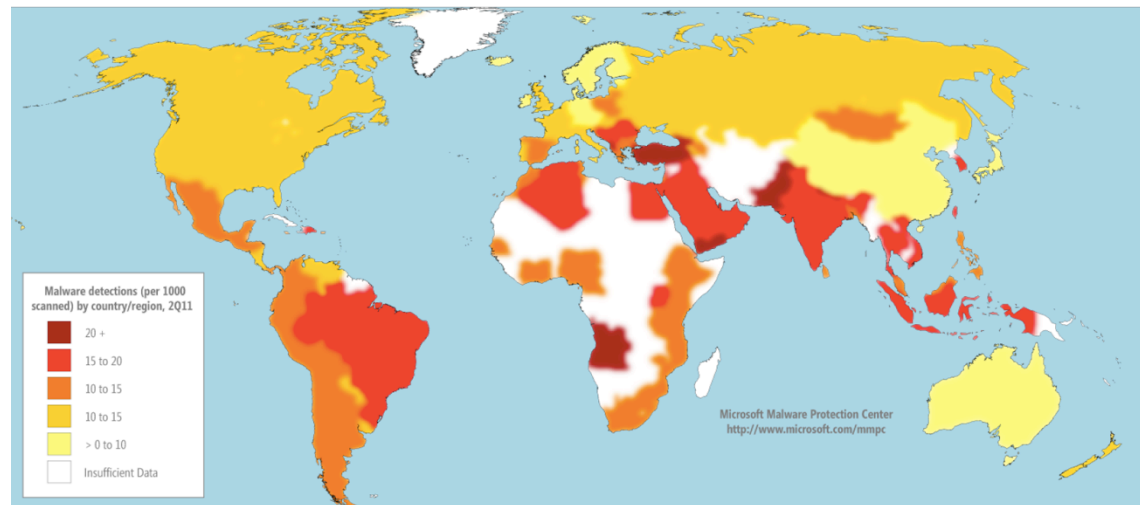 Malware detections (per 1000
scanned) by country/region, 2Q11
20 +
15 to 20
10 to 15
10 to 15
> 0 to 10
Insufficient Data
Microsoft Malware Protection Center
http://www.microsoft.com/mmpc